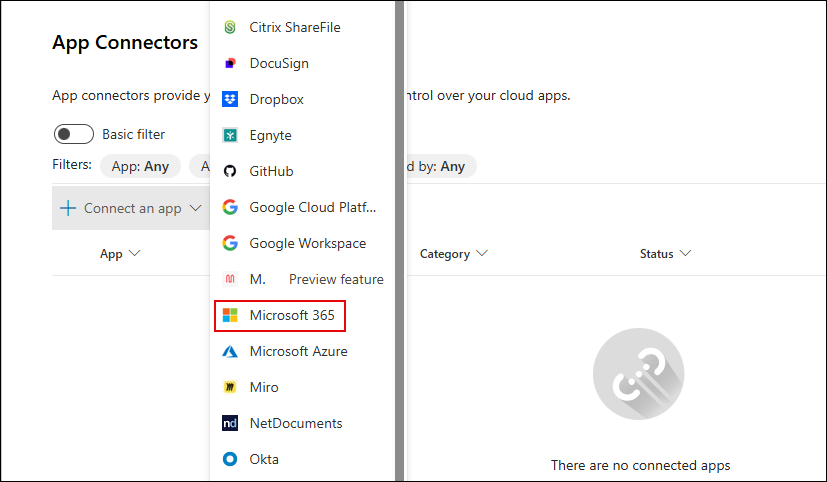 App Connectors
App connectors provide y
ntrol over your cloud apps.
Basic filter
Filters:
App: Any
A
d by: Any
Connect an app
App
Category
Status
Citrix ShareFile
DocuSign
Dropbox
Egnyte
GitHub
Google Cloud Platf...
Google Workspace
M.
Preview feature
Microsoft 365
Microsoft Azure
Miro
nd NetDocuments
Okta
There are no connected apps